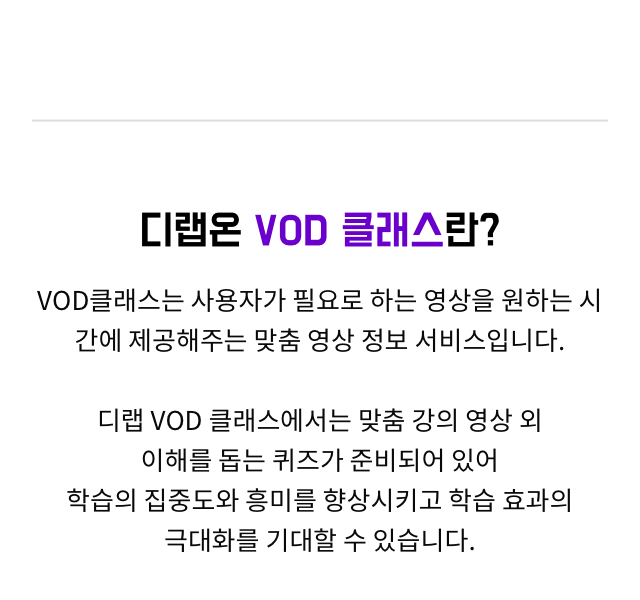 디랩온 VOD 클래스란?
VOD클래스는 사용자가 필요로 하는 영상을 원하는 시
간에 제공해주는 맞춤 영상 정보 서비스입니다.
디랩 VOD 클래스에서는 맞춤 강의 영상 외
이해를 돕는 퀴즈가 준비되어 있어
학습의 집중도와 흥미를 향상시키고 학습 효과의
극대화를 기대할 수 있습니다.